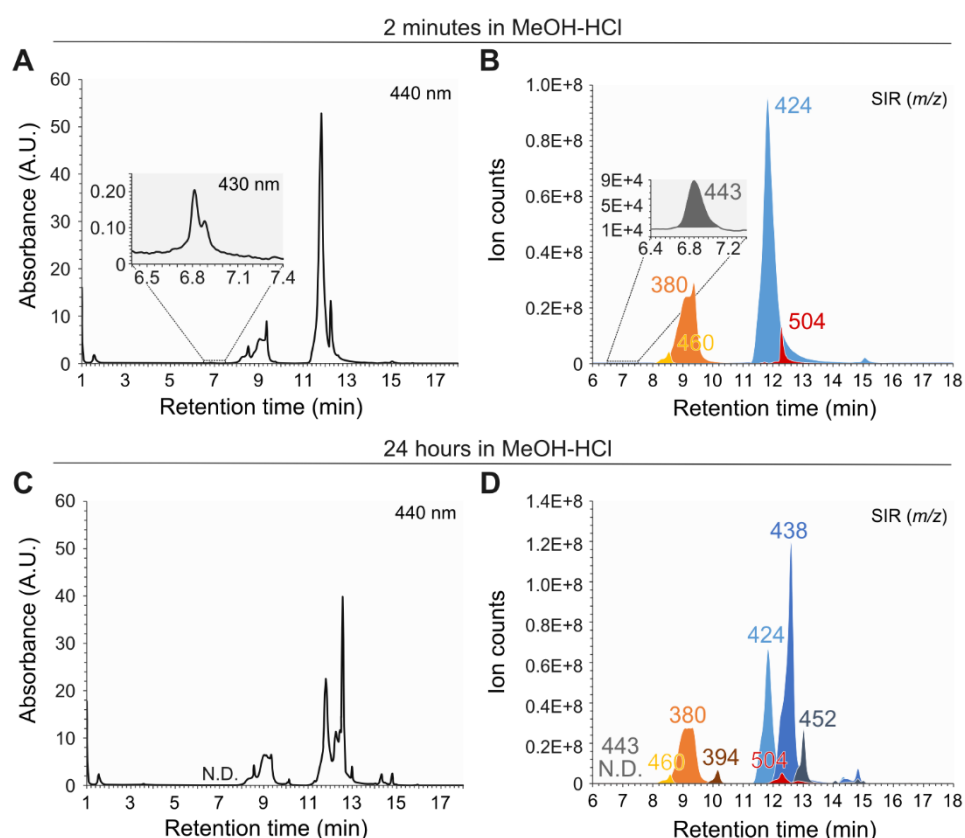 2 minutes in MeOH-HCl
A
B
60
50
40
30
20
10
0
Absorbance (A.U.)
440 nm
430 nm
0.20
0.10
0
6.5 6.8 7.1 7.4
1 3 5 7 9 11 13 15 17
Retention time (min)
1.0E+8
0.8E+8
0.6E+8
0.4E+8
0.2E+8
0
Ion counts
SIR (m/z)
424
443
9E+4
5E+4
1E+4
6.4 6.8 7.2
380
460
504
6 7 8 9 10 11 12 13 14 15 16 17 18
Retention time (min)
24 hours in MeOH-HCl
C
D
60
50
40
30
20
10
0
Absorbance (A.U.)
440 nm
N.D.
1 3 5 7 9 11 13 15 17
Retention time (min)
1.4E+8
1.2E+8
1.0E+8
0.8E+8
0.6E+8
0.4E+8
0.2E+8
0
Ion counts
SIR (m/z)
438
424
380
452
443
N.D.
460
394
504
6 7 8 9 10 11 12 13 14 15 16 17 18
Retention time (min)